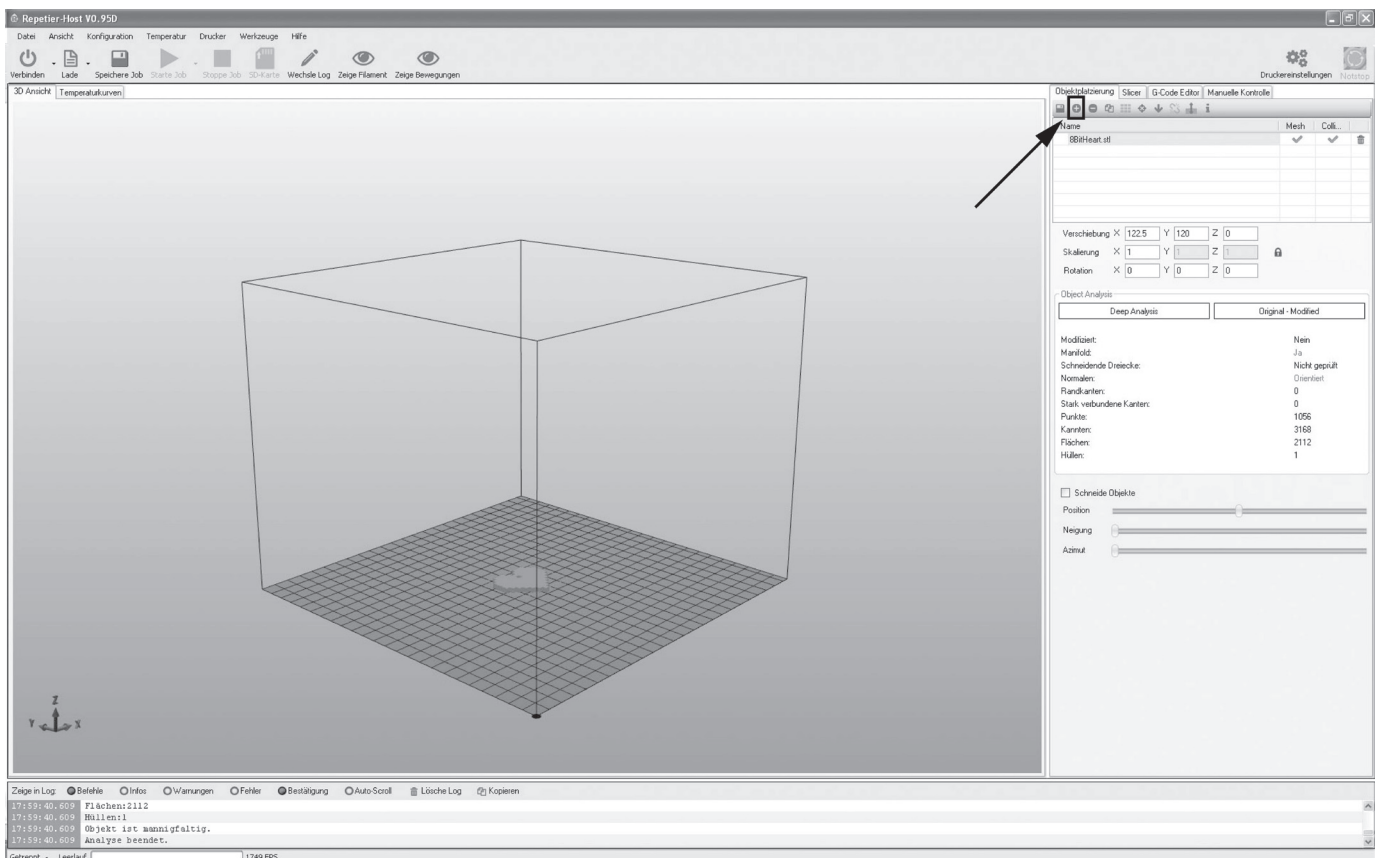 Repetier-Host V0.95D
Datei Ansicht Konfiguration Temperatur Drucker Werkzeuge Hilfe
Verbinden Lade Speichere Job Starte Job Stoppe Job SD-Karte Wechsle Log Zeige Filament Zeige Bewegungen Druckereinstellungen Notstop
3D Ansicht Temperaturkurven
Objektplatzierung Slicer G-Code Editor Manuelle Kontrolle
Name Mesh Colli...
8BitHeart.stl
Verschiebung X 122.5 Y 120 Z 0
Skalierung X 1 Y 1 Z 1
Rotation X 0 Y 0 Z 0
Object Analysis
Deep Analysis Original - Modified
Modifiziert: Nein
Manifold: Ja
Schneidende Dreiecke: Nicht geprüft
Normalen: Orientiert
Randkanten: 0
Stark verbundene Kanten: 0
Punkte: 1056
Kannten: 3168
Flächen: 2112
Hüllen: 1
Schneide Objekte
Position
Neigung
Azimut
Z
Y X
Zeige in Log: Befehle Infos Warnungen Fehler Bestätigung Auto-Scroll Lösche Log Kopieren
17:59:40.609 Flächen:2112
17:59:40.609 Hüllen:1
17:59:40.609 Objekt ist mannigfaltig.
17:59:40.609 Analyse beendet.
Getrennt - Leerlauf 1749 FPS